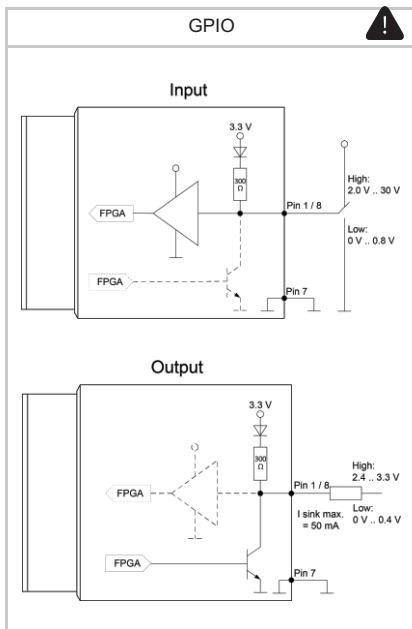 GPIO
!
Input
3.3 V
300
Ω
High:
2.0 V .. 30 V
FPGA
Pin 1 / 8
Low:
0 V .. 0.8 V
FPGA
Pin 7
Output
3.3 V
300
Ω
High:
2.4 .. 3.3 V
FPGA
Pin 1 / 8
I sink max.
= 50 mA
Low:
0 V .. 0.4 V
FPGA
Pin 7